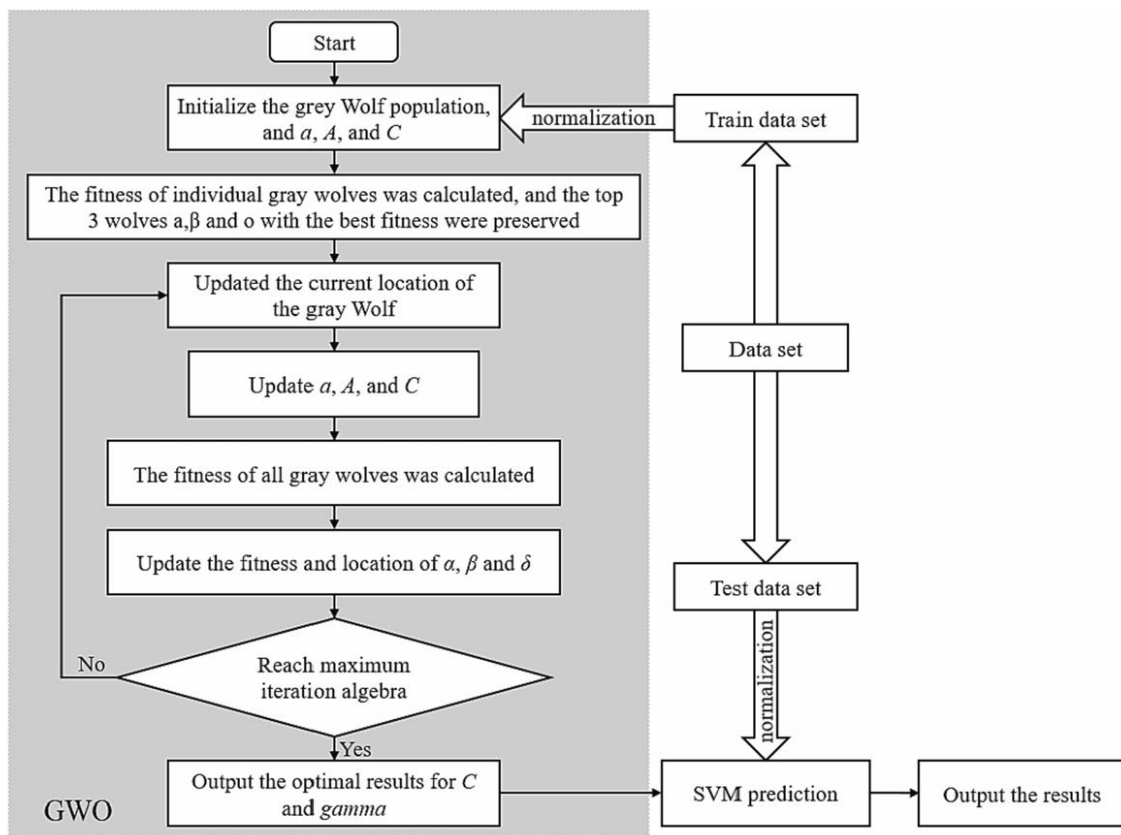 Start
Initialize the grey Wolf population,
and a, A, and C
normalization
Train data set
The fitness of individual gray wolves was calculated, and the top
3 wolves a,β and o with the best fitness were preserved
Updated the current location of
the gray Wolf
Data set
Update a, A, and C
The fitness of all gray wolves was calculated
Update the fitness and location of α, β and δ
Test data set
No
Reach maximum
iteration algebra
normalization
Yes
Output the optimal results for C
and gamma
GWO
SVM prediction
Output the results